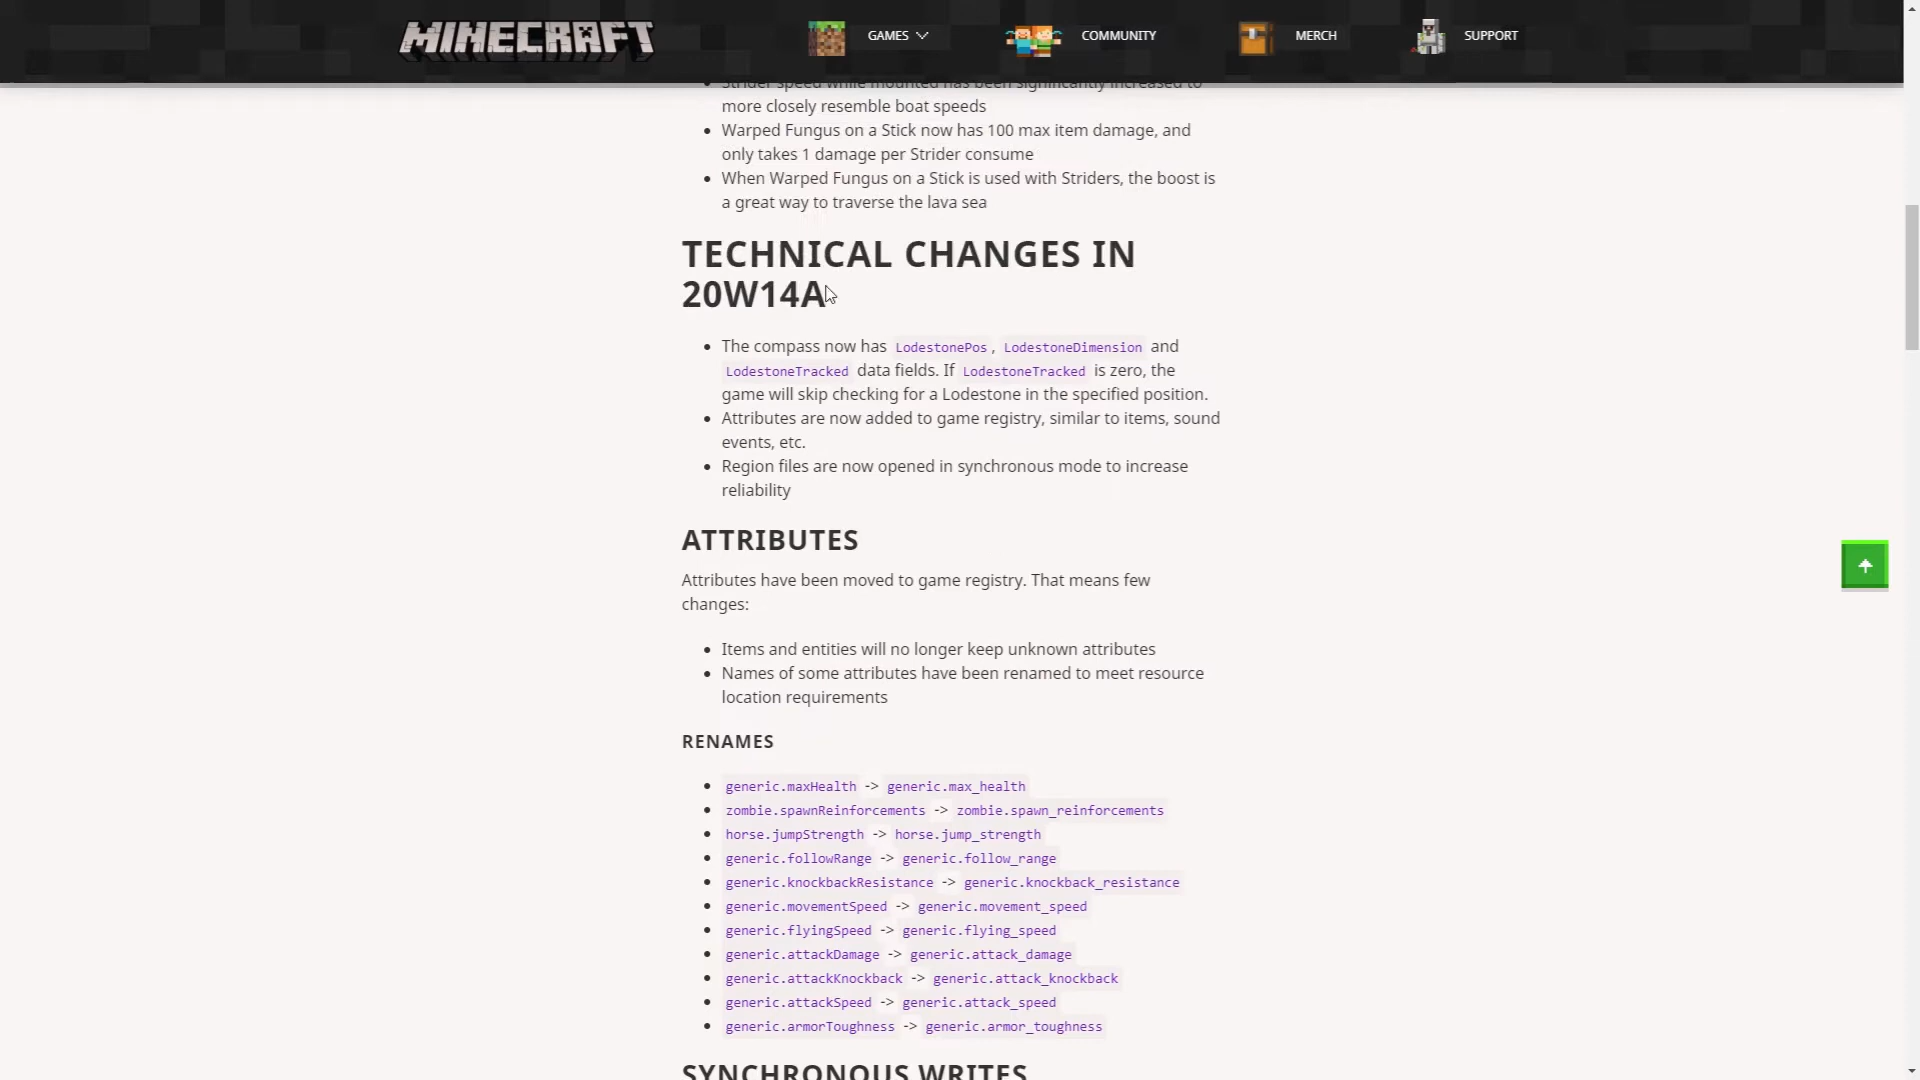 MINECRAFT
GAMES
COMMUNITY
MERCH
SUPPORT
Strider speed while mounted has been significantly increased to
more closely resemble boat speeds
Warped Fungus on a Stick now has 100 max item damage, and
only takes 1 damage per Strider consume
When Warped Fungus on a Stick is used with Striders, the boost is
a great way to traverse the lava sea
TECHNICAL CHANGES IN
20W14A
The compass now has LodestonePos, LodestoneDimension and
LodestoneTracked data fields. If LodestoneTracked is zero, the
game will skip checking for a Lodestone in the specified position.
Attributes are now added to game registry, similar to items, sound
events, etc.
Region files are now opened in synchronous mode to increase
reliability
ATTRIBUTES
Attributes have been moved to game registry. That means few
changes:
Items and entities will no longer keep unknown attributes
Names of some attributes have been renamed to meet resource
location requirements
RENAMES
generic.maxHealth -> generic.max_health
zombie.spawnReinforcements -> zombie.spawn_reinforcements
horse.jumpStrength -> horse.jump_strength
generic.followRange -> generic.follow_range
generic.knockbackResistance -> generic.knockback_resistance
generic.movementSpeed -> generic.movement_speed
generic.flyingSpeed -> generic.flying_speed
generic.attackDamage -> generic.attack_damage
generic.attackKnockback -> generic.attack_knockback
generic.attackSpeed -> generic.attack_speed
generic.armorToughness -> generic.armor_toughness
SYNCHRONOUS WRITES